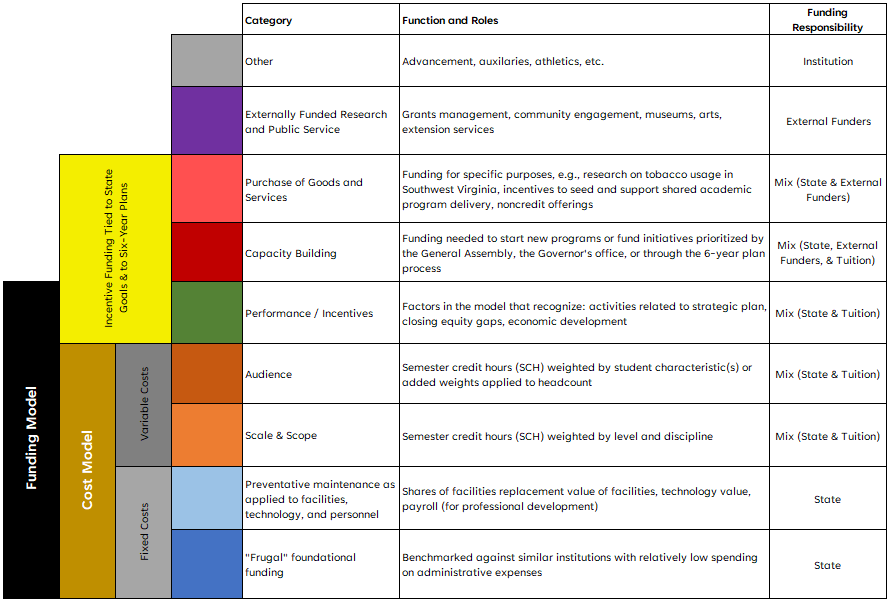 Category
Function and Roles
Funding
Responsibility
Other
Advancement, auxilaries, athletics, etc.
Institution
Externally Funded Research
and Public Service
Grants management, community engagement, museums, arts,
extension services
External Funders
Incentive Funding Tied to State
Goals & to Six-Year Plans
Purchase of Goods and
Services
Funding for specific purposes, e.g., research on tobacco usage in
Southwest Virginia, incentives to seed and support shared academic
program delivery, noncredit offerings
Mix (State & External
Funders)
Capacity Building
Funding needed to start new programs or fund initiatives prioritized by
the General Assembly, the Governor's office, or through the 6-year plan
process
Mix (State, External
Funders, & Tuition)
Performance / Incentives
Factors in the model that recognize: activities related to strategic plan,
closing equity gaps, economic development
Mix (State & Tuition)
Funding Model
Cost Model
Variable Costs
Audience
Semester credit hours (SCH) weighted by student characteristic(s) or
added weights applied to headcount
Mix (State & Tuition)
Scale & Scope
Semester credit hours (SCH) weighted by level and discipline
Mix (State & Tuition)
Fixed Costs
Preventative maintenance as
applied to facilities,
technology, and personnel
Shares of facilities replacement value of facilities, technology value,
payroll (for professional development)
State
"Frugal" foundational
funding
Benchmarked against similar institutions with relatively low spending
on administrative expenses
State